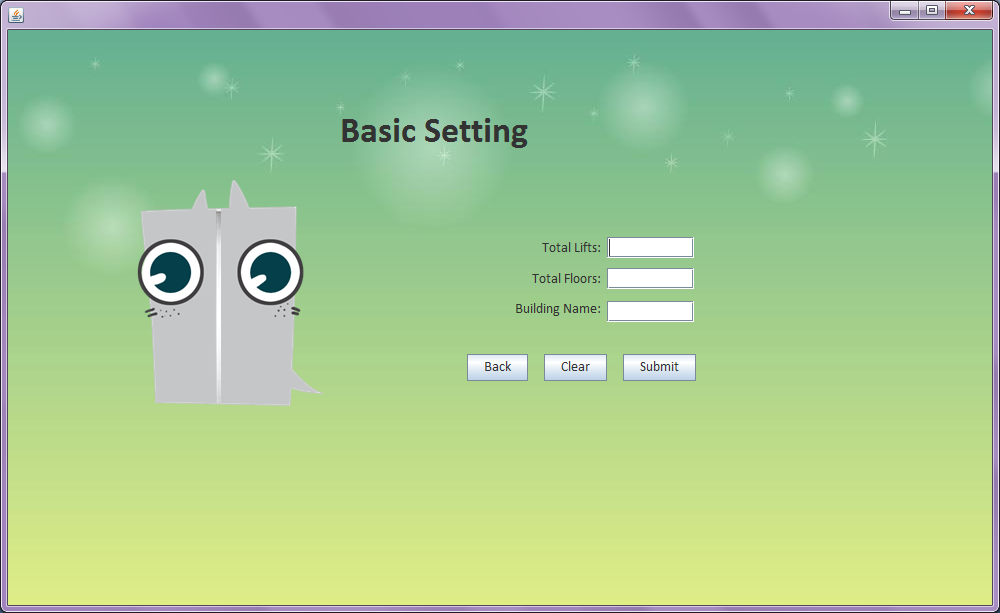 Basic Setting
Total Lifts:
Total Floors:
Building Name:
Back Clear Submit